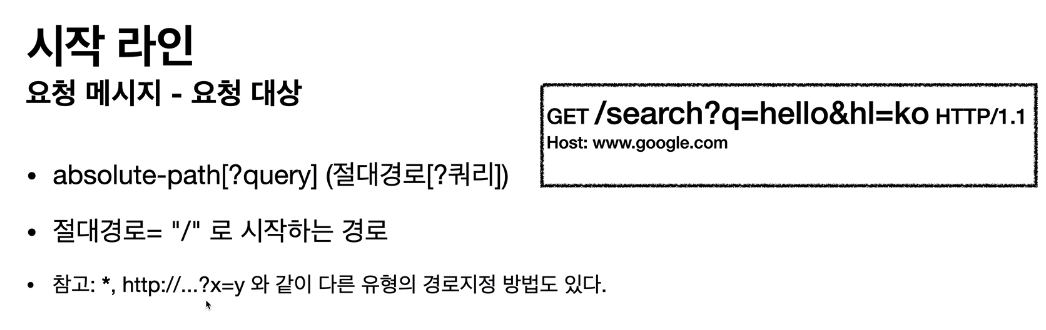 시작 라인
요청 메시지 - 요청 대상
GET /search?q=hello&hl=ko HTTP/1.1
Host: www.google.com
• absolute-path[?query] (절대경로[?쿼리])
• 절대경로= "/" 로 시작하는 경로
• 참고: *, http://...?x=y 와 같이 다른 유형의 경로지정 방법도 있다.